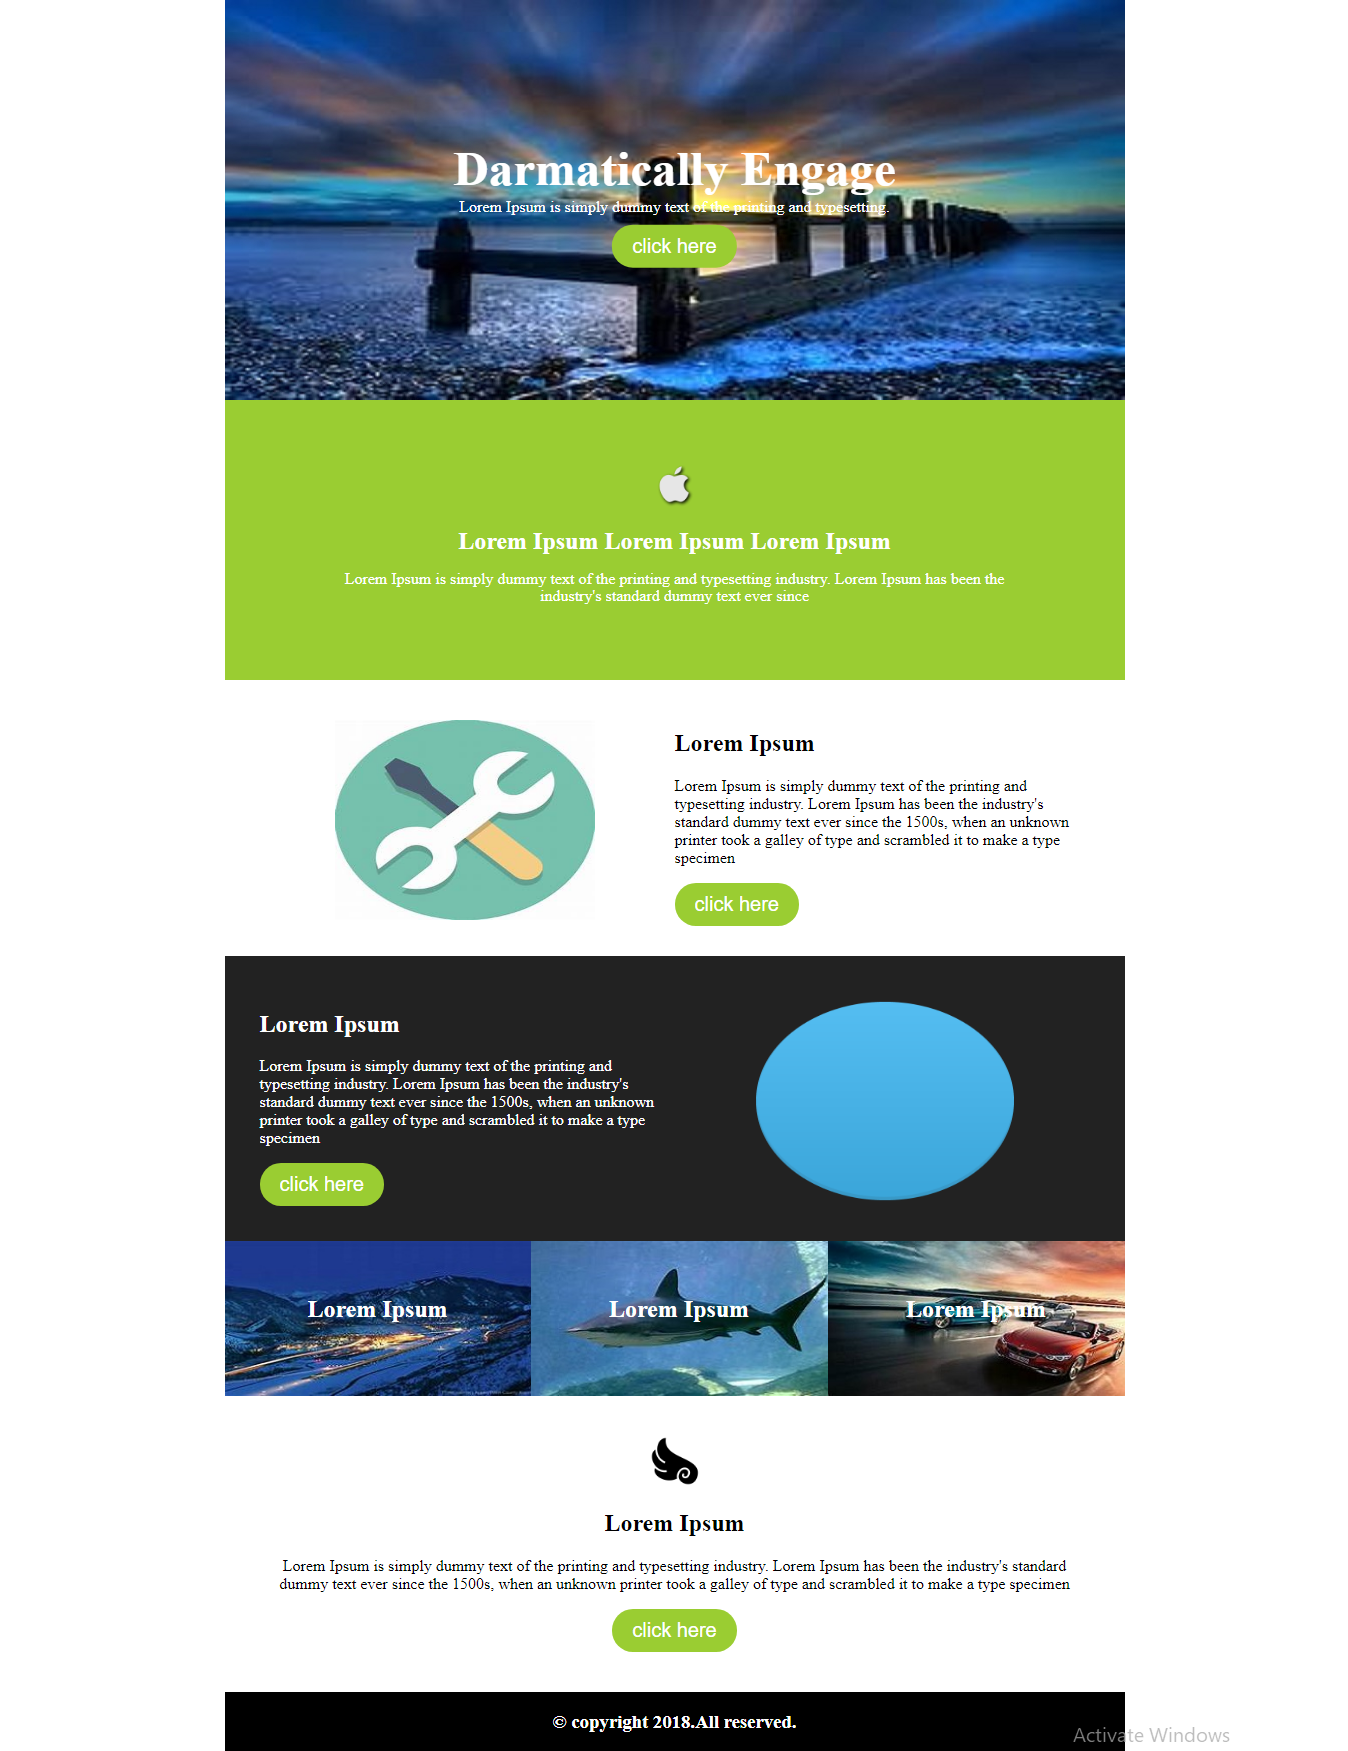 Darmatically Engage
Lorem Ipsum is simply dummy text of the printing and typesetting.
click here
Lorem Ipsum Lorem Ipsum Lorem Ipsum
Lorem Ipsum is simply dummy text of the printing and typesetting industry. Lorem Ipsum has been the
industry's standard dummy text ever since
Lorem Ipsum
Lorem Ipsum is simply dummy text of the printing and
typesetting industry. Lorem Ipsum has been the industry's
standard dummy text ever since the 1500s, when an unknown
printer took a galley of type and scrambled it to make a type
specimen
click here
Lorem Ipsum
Lorem Ipsum is simply dummy text of the printing and
typesetting industry. Lorem Ipsum has been the industry's
standard dummy text ever since the 1500s, when an unknown
printer took a galley of type and scrambled it to make a type
specimen
click here
Lorem Ipsum
Lorem Ipsum
Lorem Ipsum
Lorem Ipsum
Lorem Ipsum is simply dummy text of the printing and typesetting industry. Lorem Ipsum has been the industry's standard
dummy text ever since the 1500s, when an unknown printer took a galley of type and scrambled it to make a type specimen
click here
© copyright 2018.All reserved.
Activate Windows